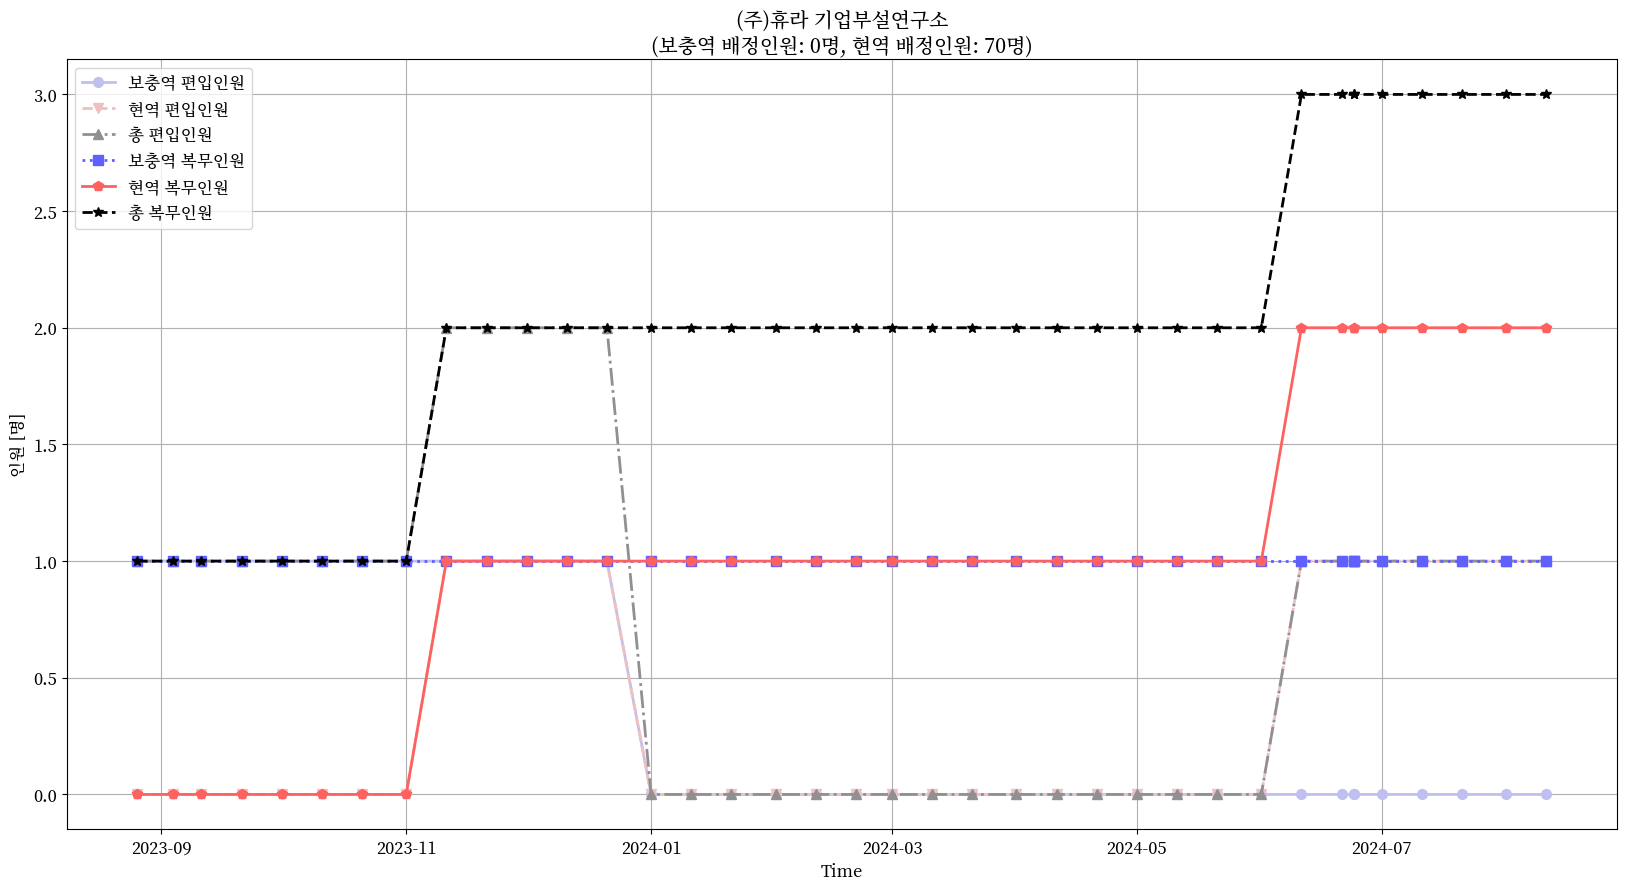 (주)휴라 기업부설연구소
(보충역 배정인원: 0명, 현역 배정인원: 70명)
보충역 편입인원
현역 편입인원
총 편입인원
보충역 복무인원
현역 복무인원
총 복무인원
3.0
2.5
2.0
1.5
1.0
0.5
0.0
인원 [명]
2023-09
2023-11
2024-01
2024-03
2024-05
2024-07
Time